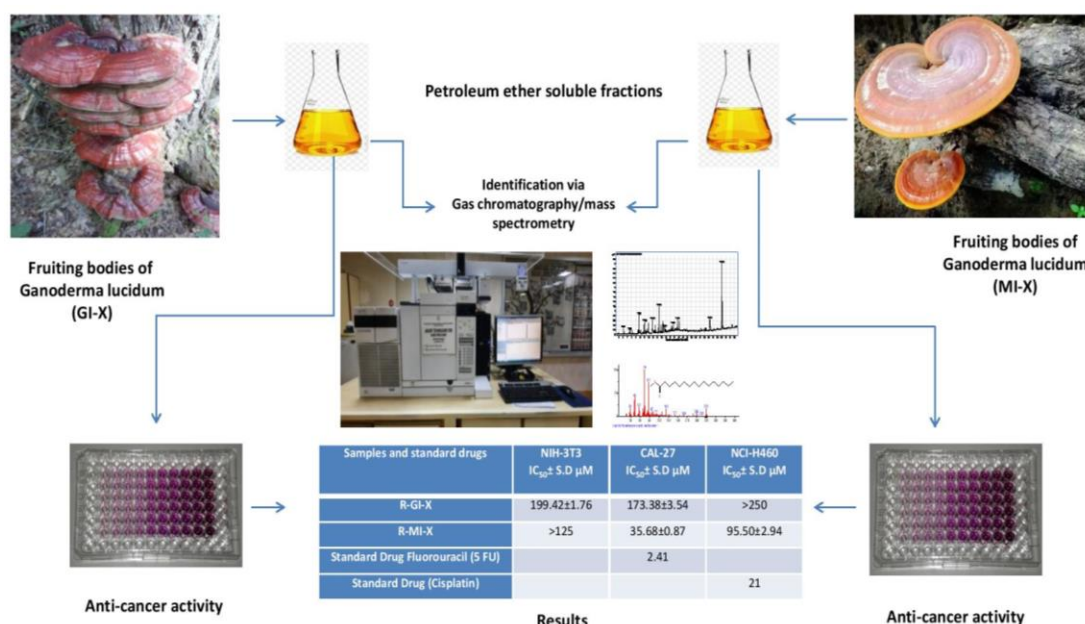 Petroleum ether soluble fractions
Identification via
Gas chromatography/mass
spectrometry
Fruiting bodies of
Ganoderma lucidum
(GI-X)
Fruiting bodies of
Ganoderma lucidum
(MI-X)
Samples and standard drugs NIH-3T3 CAL-27 NCI-H460
IC50± S.D µM IC50± S.D µM IC50± S.D µM
R-GI-X 199.42±1.76 173.38±3.54 >250
R-MI-X >125 35.68±0.87 95.50±2.94
Standard Drug Fluorouracil (5 FU) 2.41
Standard Drug (Cisplatin) 21
Anti-cancer activity
Results
Anti-cancer activity